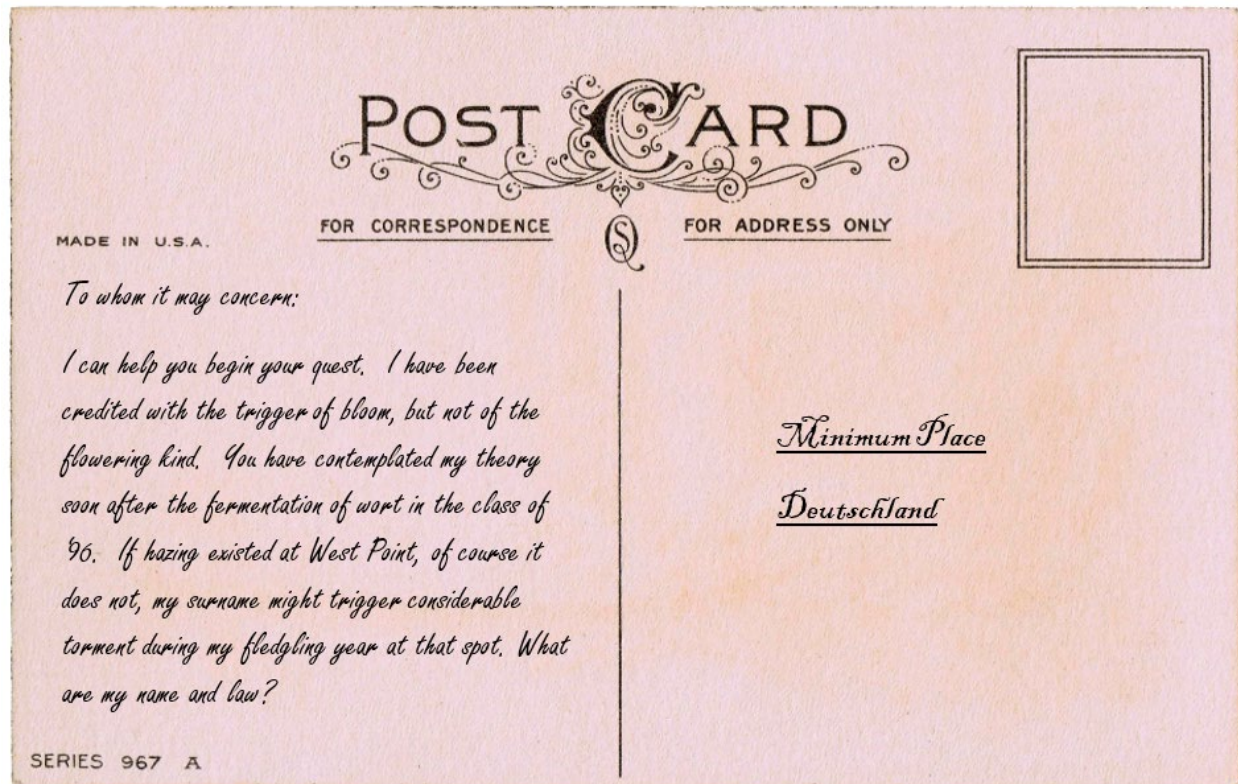 POST CARD
FOR CORRESPONDENCE
FOR ADDRESS ONLY
MADE IN U.S.A.
To whom it may concern:
I can help you begin your quest. I have been
credited with the trigger of bloom, but not of the
flowering kind. You have contemplated my theory
soon after the fermentation of wort in the class of
'96. If hazing existed at West Point, of course it
does not, my surname might trigger considerable
torment during my fledgling year at that spot. What
are my name and law?
Minimum Place
Deutschland
SERIES 967 A